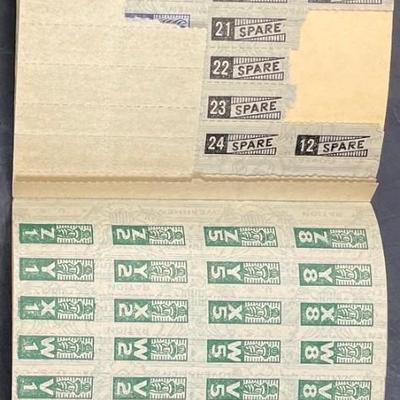 21 SPARE
22 SPARE
23 SPARE
24 SPARE 12 SPARE
Z1 Z2 Z5 Z8
Y1 Y2 Y5 Y8
X1 X2 X5 X8
W1 W2 W5 W8
V1 V2 V5 V8